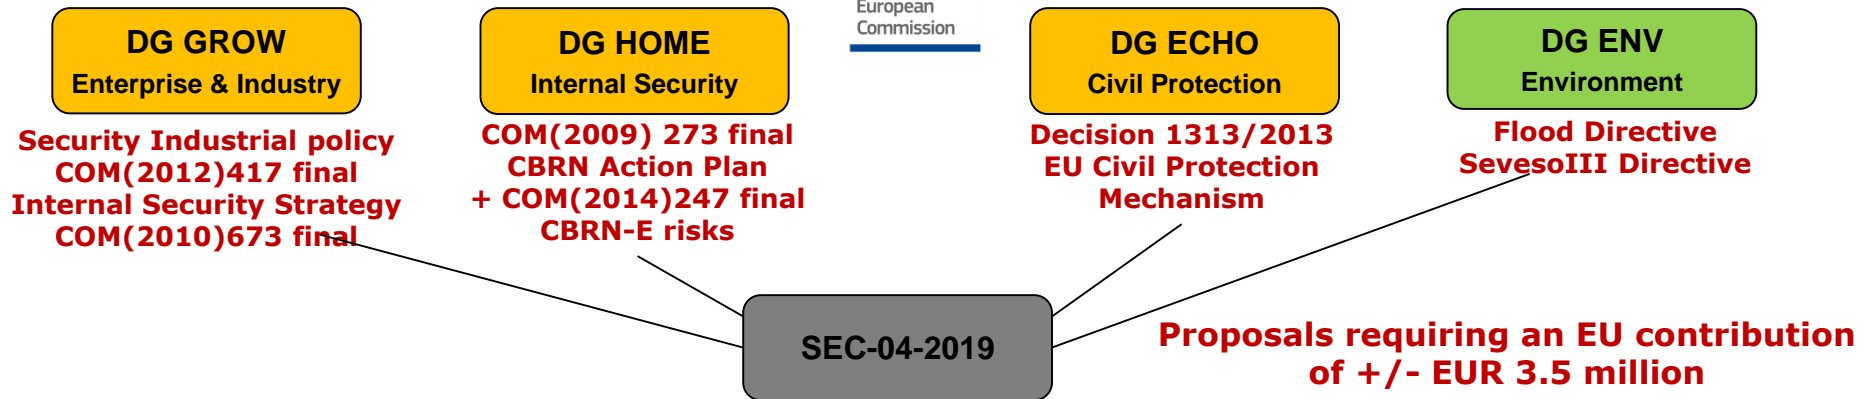 European
Commission
DG GROW
Enterprise & Industry
DG HOME
Internal Security
DG ECHO
Civil Protection
DG ENV
Environment
Security Industrial policy
COM(2012)417 final
Internal Security Strategy
COM(2010)673 final
COM(2009) 273 final
CBRN Action Plan
+ COM(2014)247 final
CBRN-E risks
Decision 1313/2013
EU Civil Protection
Mechanism
Flood Directive
SevesoIII Directive
SEC-04-2019
Proposals requiring an EU contribution
of +/- EUR 3.5 million